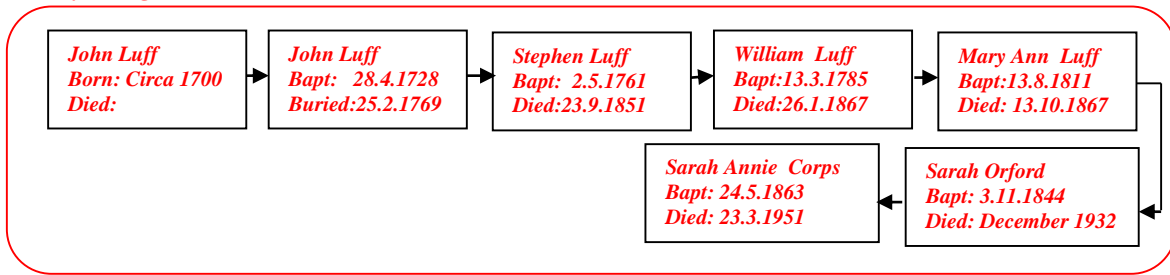 John Luff
Born: Circa 1700
Died:
John Luff
Bapt: 28.4.1728
Buried:25.2.1769
Stephen Luff
Bapt: 2.5.1761
Died:23.9.1851
William Luff
Bapt:13.3.1785
Died:26.1.1867
Mary Ann Luff
Bapt:13.8.1811
Died: 13.10.1867
Sarah Orford
Bapt: 3.11.1844
Died: December 1932
Sarah Annie Corps
Bapt: 24.5.1863
Died: 23.3.1951